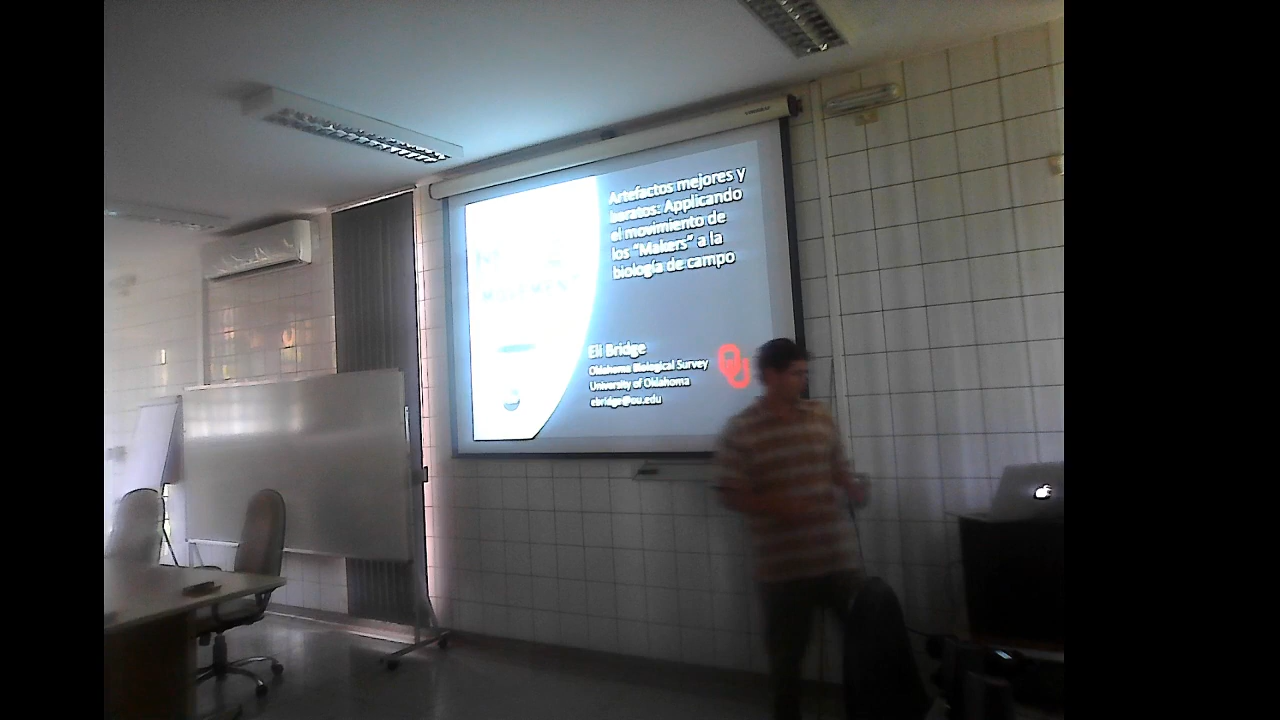 Artefactos mejores y
baratos: Applicando
el movimiento de
los "Makers" a la
biología de campo
Eli Bridge
Oklahoma Biological Survey
University of Oklahoma
ebridge@ou.edu